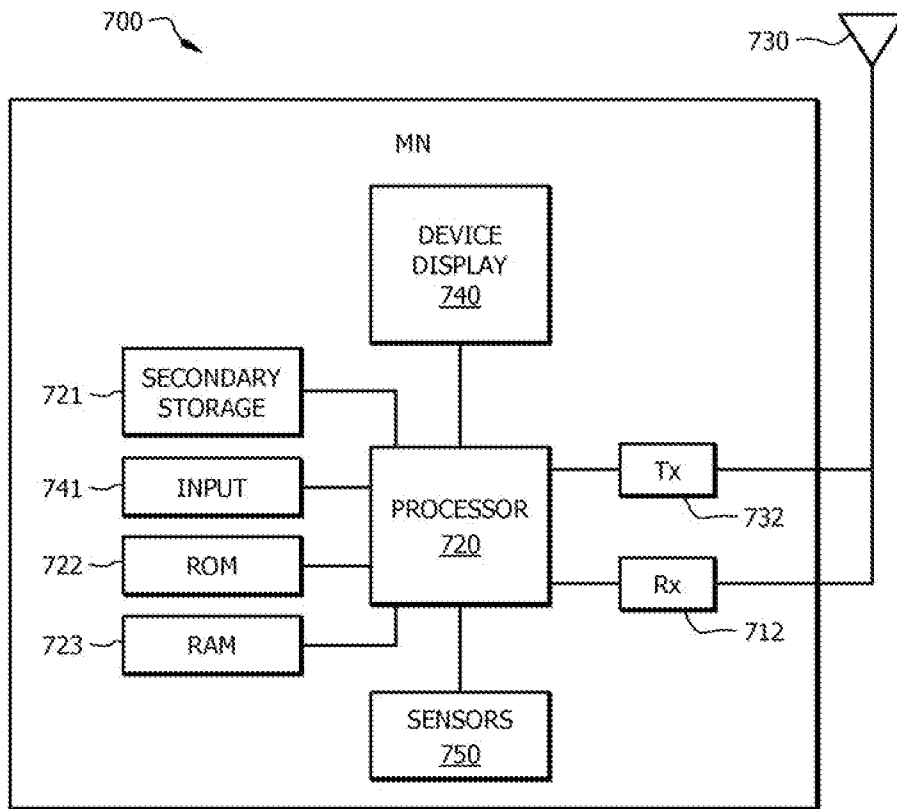 700
730
MN
DEVICE
DISPLAY
740
721
SECONDARY
STORAGE
741
INPUT
722
ROM
723
RAM
PROCESSOR
720
Tx
732
Rx
712
SENSORS
750